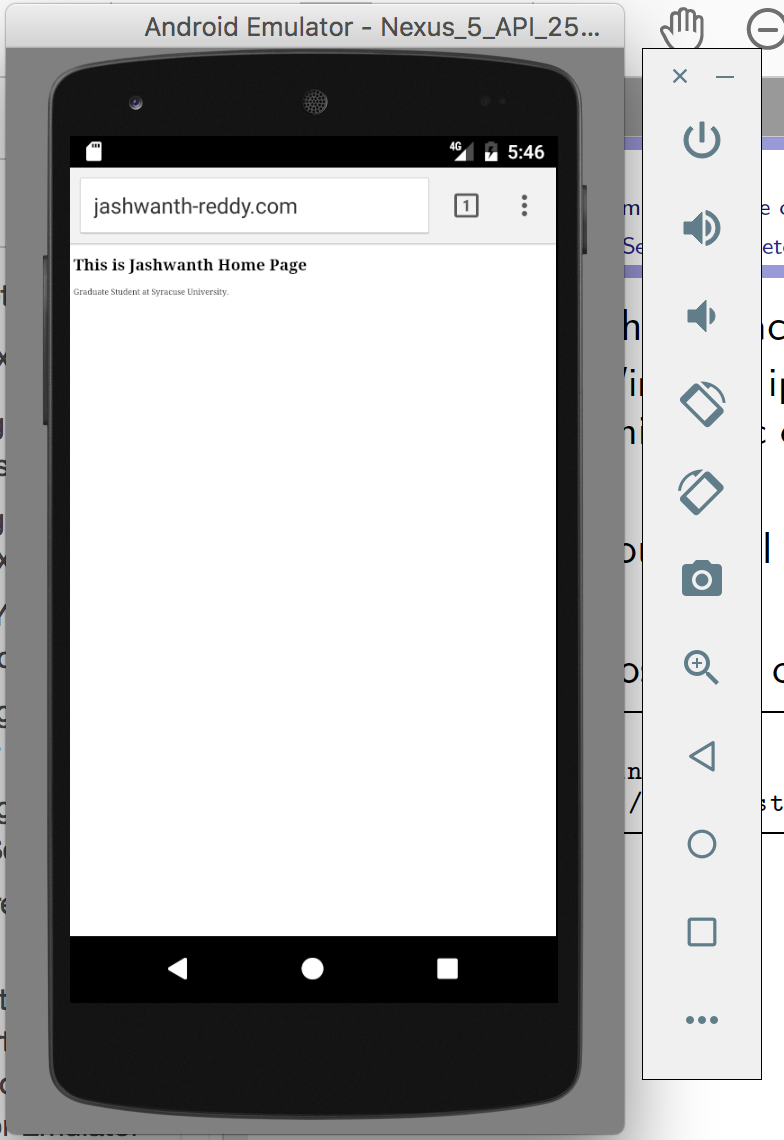 Android Emulator - Nexus_5_API_25...
4G
5:46
jashwanth-reddy.com
1
This is Jashwanth Home Page
Graduate Student at Syracuse University.
Emulator